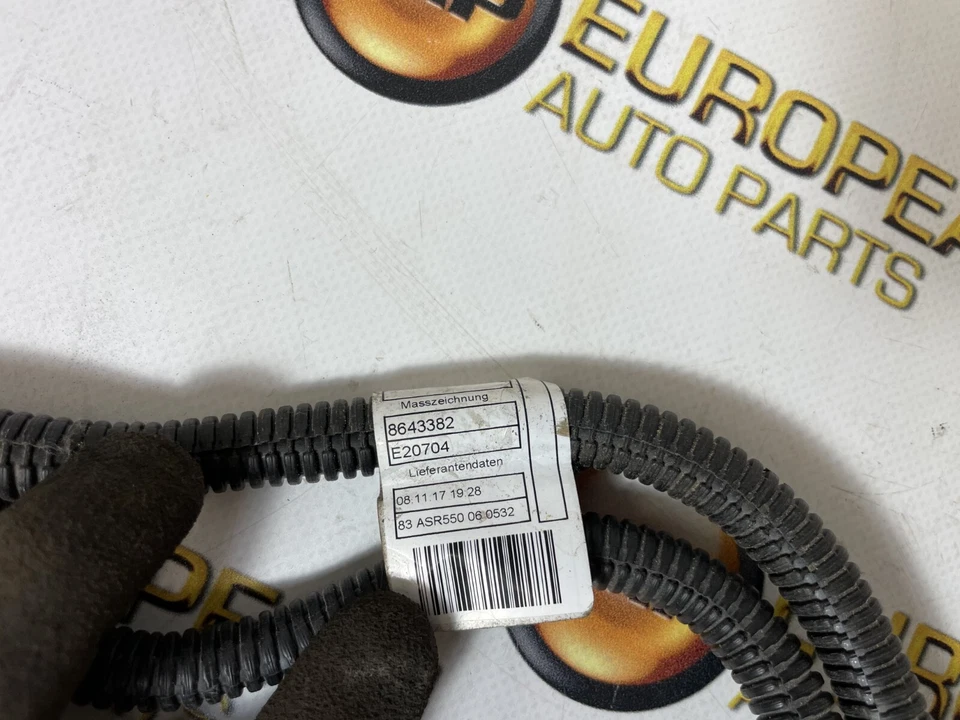 EUROPEA
AUTO PARTS
Masszeichnung
8643382
E20704
Lieferantendaten
08.11.17 19.28
83 ASR550 06 0532